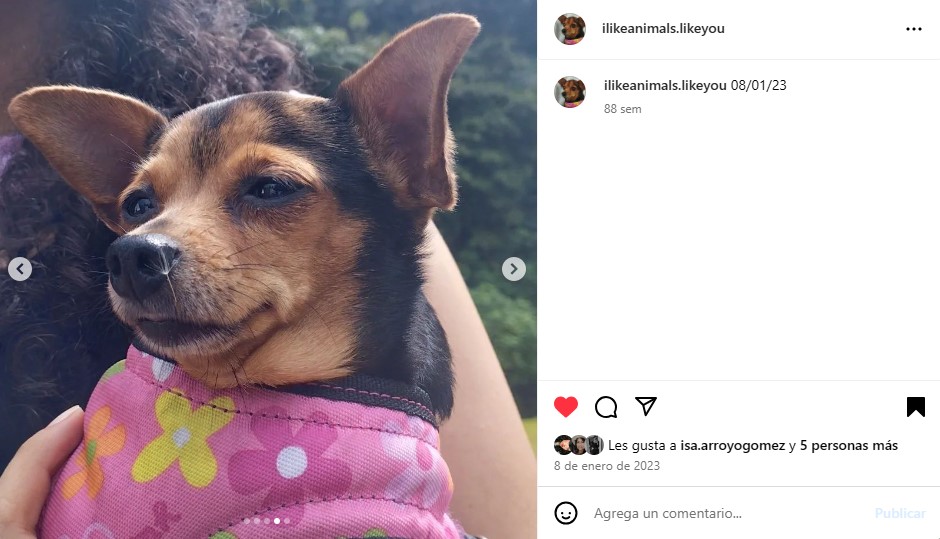 ilikeanimals.likeyou
ilikeanimals.likeyou 08/01/23
88 sem
Les gusta a isa.arroyogomez y 5 personas más
8 de enero de 2023
Agrega un comentario...
Publicar